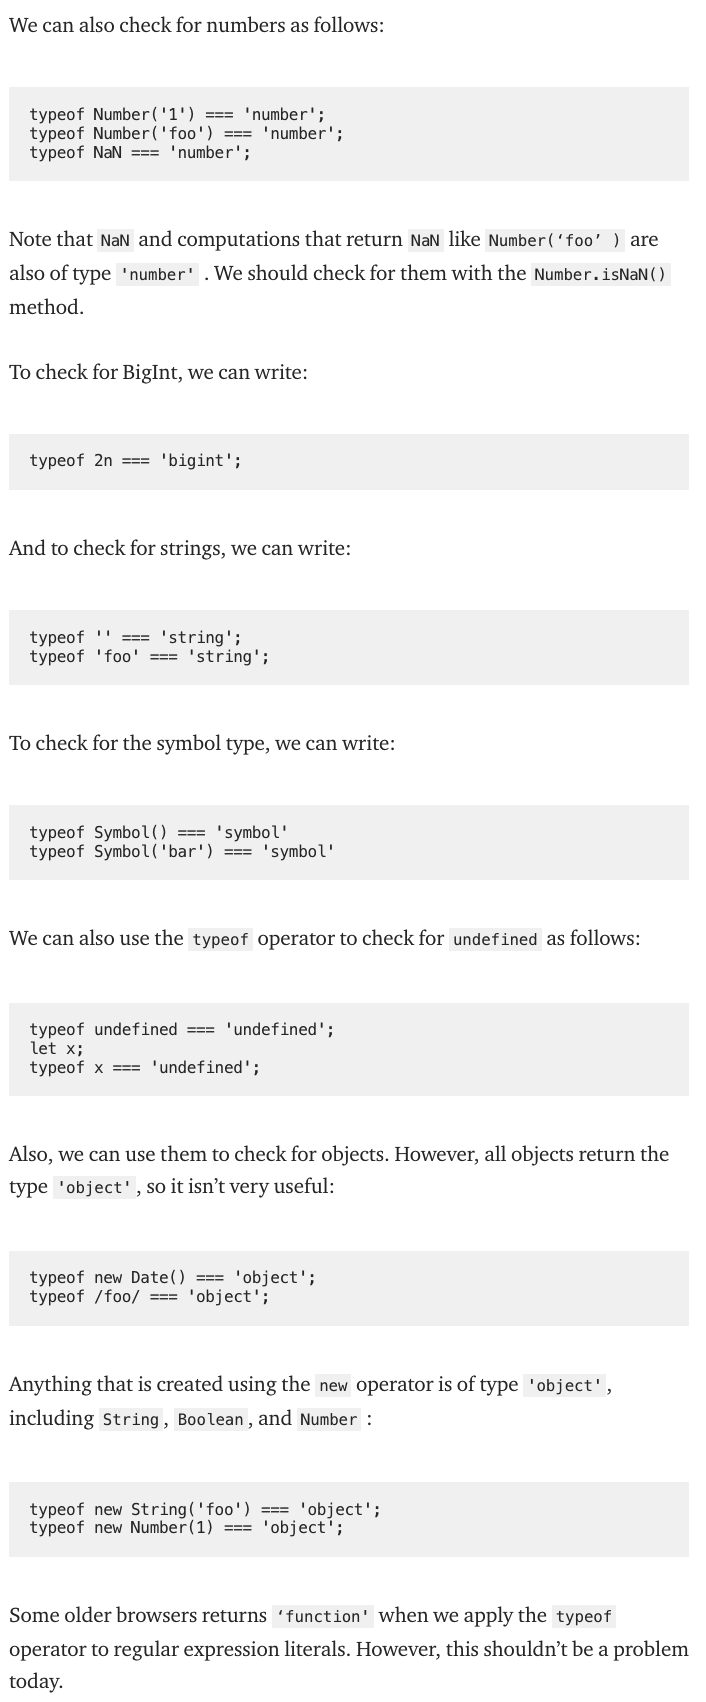 We can also check for numbers as follows:
typeof Number('1') === 'number';
typeof Number('foo') === 'number';
typeof NaN === 'number';
Note that NaN and computations that return NaN like Number(‘foo’ ) are
also of type 'number' . We should check for them with the Number.isNaN()
method.
To check for BigInt, we can write:
typeof 2n === 'bigint';
And to check for strings, we can write:
typeof '' === 'string';
typeof 'foo' === 'string';
To check for the symbol type, we can write:
typeof Symbol() === 'symbol'
typeof Symbol('bar') === 'symbol'
We can also use the typeof operator to check for undefined as follows:
typeof undefined === 'undefined';
let x;
typeof x === 'undefined';
Also, we can use them to check for objects. However, all objects return the
type 'object' , so it isn’t very useful:
typeof new Date() === 'object';
typeof /foo/ === 'object';
Anything that is created using the new operator is of type 'object' ,
including String , Boolean , and Number :
typeof new String('foo') === 'object';
typeof new Number(1) === 'object';
Some older browsers returns ‘function' when we apply the typeof
operator to regular expression literals. However, this shouldn’t be a problem
today.